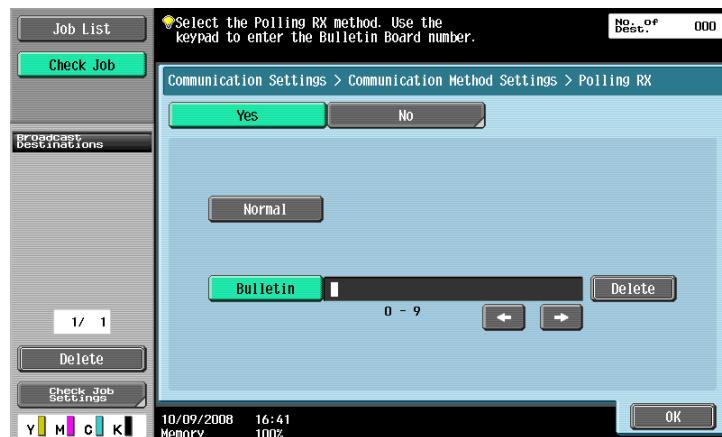 Job List
Select the Polling RX method. Use the
keypad to enter the Bulletin Board number.
No. of
Dest.
000
Check Job
Communication Settings > Communication Method Settings > Polling RX
Yes
No
Broadcast
Destinations
Normal
Bulletin
Delete
0 - 9
1/ 1
Delete
Check Job
Settings
OK
10/09/2008 16:41
Memory 100%
Y M C K